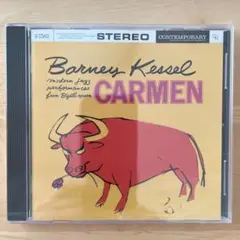 STEREO
CONTEMPORARY
Barney Kessel
modern jazz
performances
from Bizet's opera
CARMEN